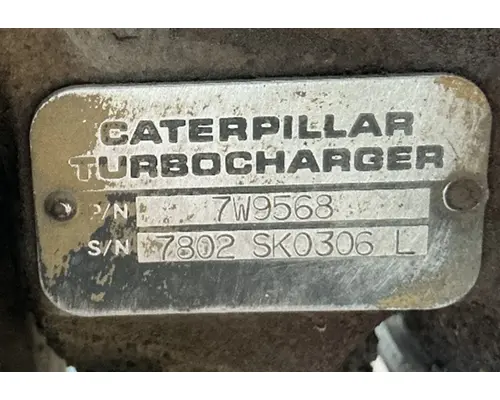 CATERPILLAR
TURBOCHARGER
P/N 7W9568
S/N 7802 SK0306 L